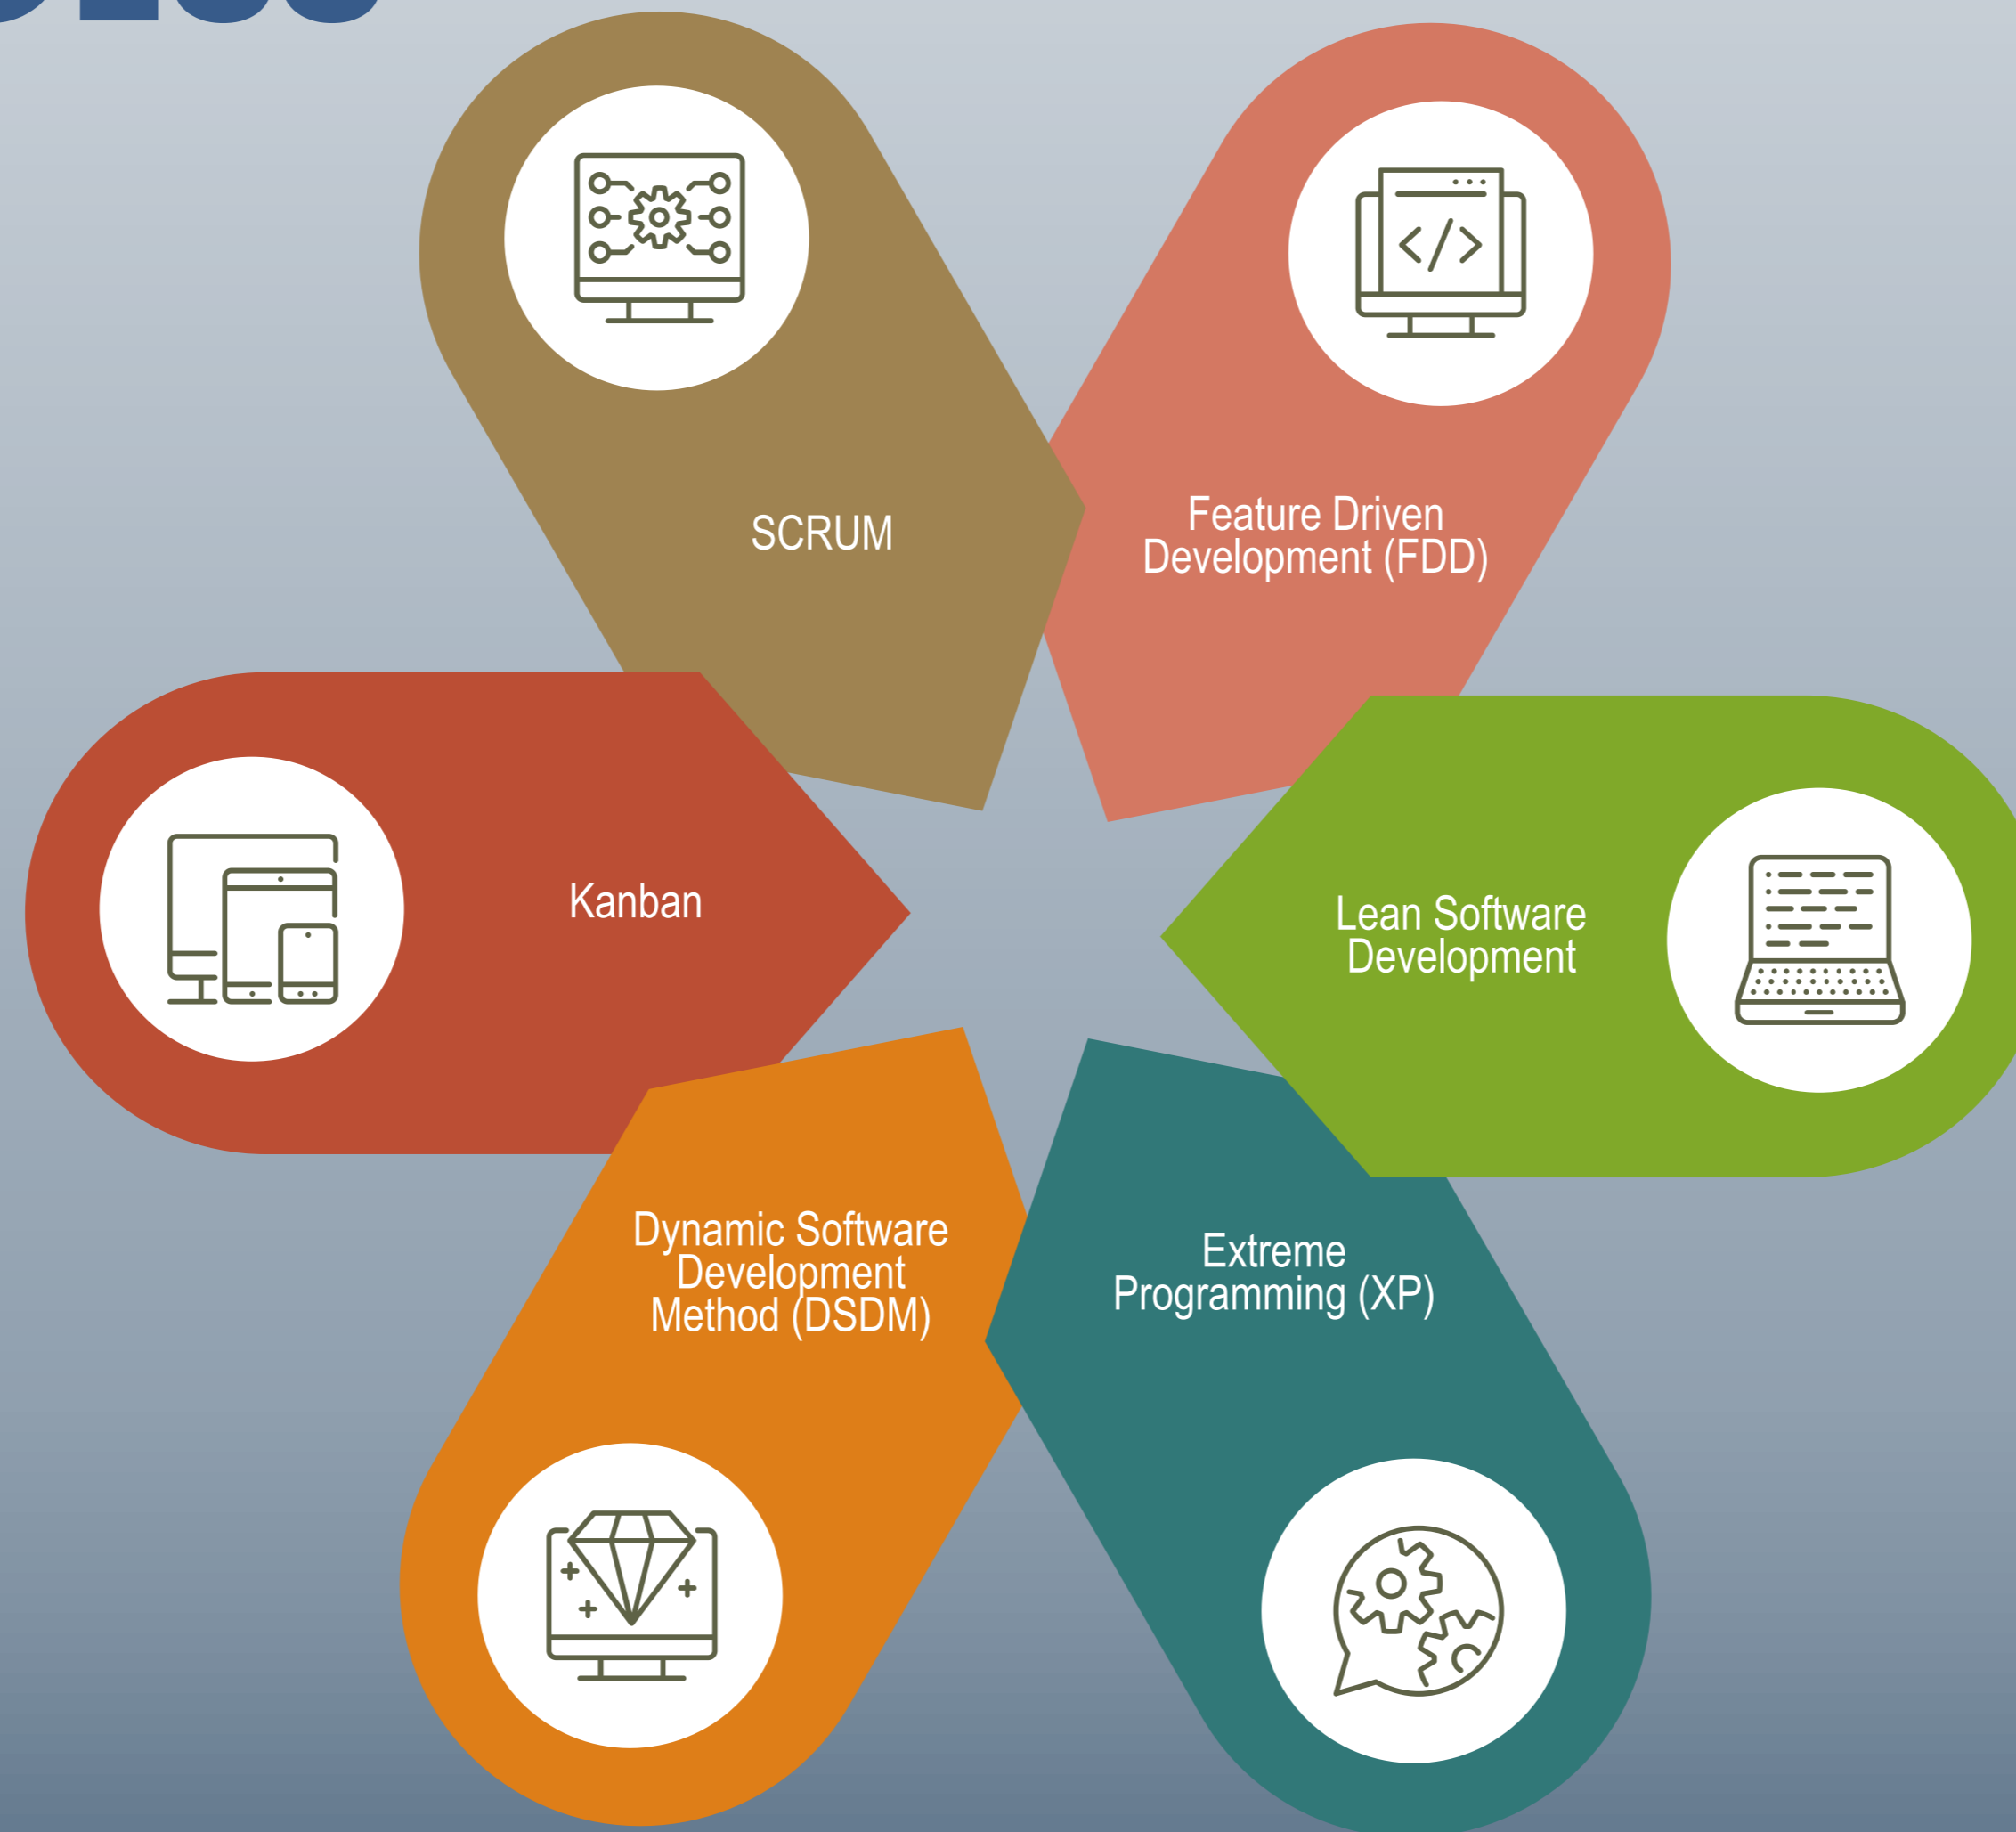 SCRUM
Feature Driven
Development (FDD)
Kanban
Lean Software
Development
Dynamic Software
Development
Method (DSDM)
Extreme
Programming (XP)